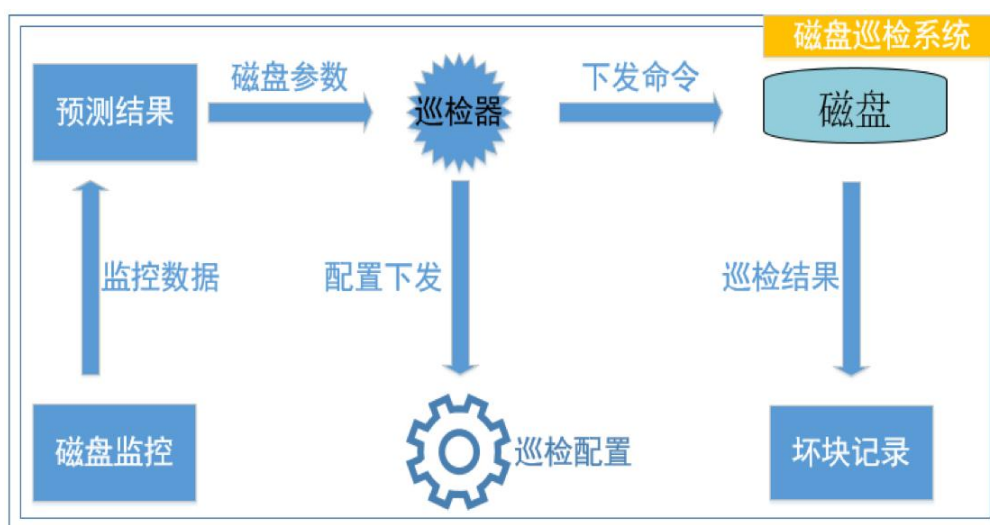 磁盘巡检系统
预测结果
磁盘参数
巡检器
下发命令
磁盘
监控数据
配置下发
巡检结果
磁盘监控
巡检配置
坏块记录